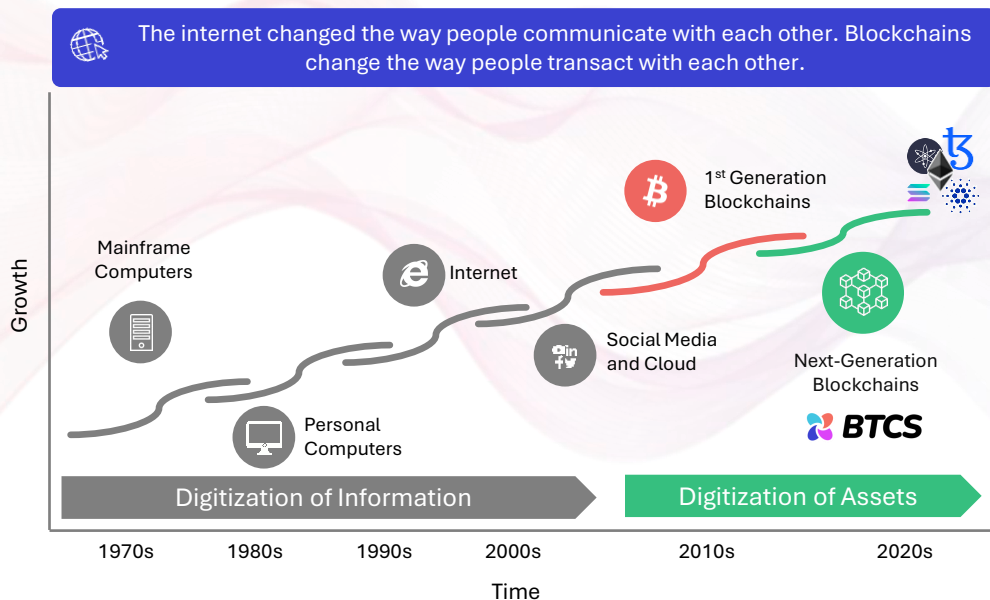 The internet changed the way people communicate with each other. Blockchains
change the way people transact with each other.
Growth
Mainframe
Computers
Personal
Computers
Internet
Social Media
and Cloud
1st Generation
Blockchains
Next-Generation
Blockchains
BTCS
Digitization of Information
Digitization of Assets
1970s
1980s
1990s
2000s
2010s
2020s
Time